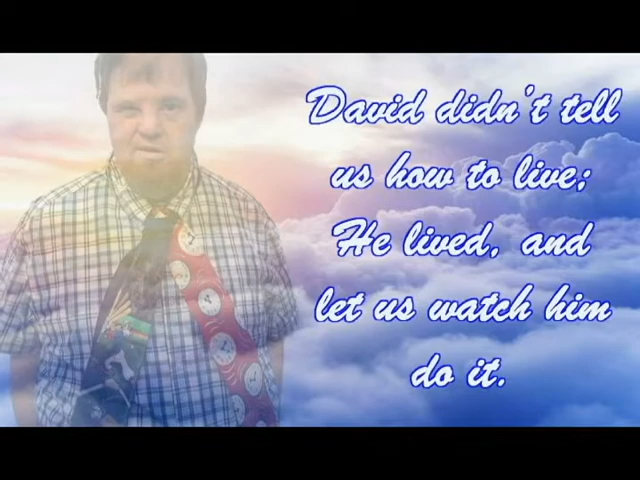 David didn't tell
us how to live;
He lived, and
let us watch him
do it.